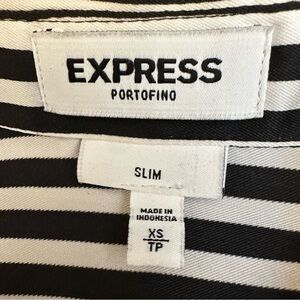 EXPRESS
PORTOFINO
SLIM
MADE IN
INDONESIA
XS
TP